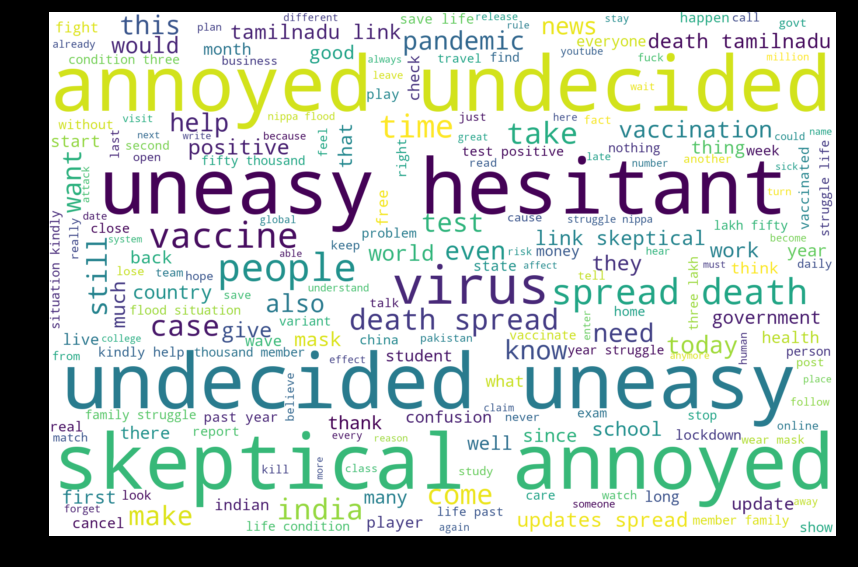 fight
this
plan
different
tamilnadu link
save life
release
rule
news
stay
happen
call
govt
already
would
month
business
good
pandemic
travel
find
youtube
everyone
death tamilnadu
condition three
always
check
fuck
million
annoyed undecided
leave
play
wait
without
visit
help
nippa flood
time
just
take
here
fact
vaccination
could
name
start
last
next
write
because
positive
feel
that
great
nothing
thing
week
open
fifty thousand
right
test positive
late
number
another
sick
want
attack
read
vaccinated
struggle life
uneasy hesitant
turn
free
date
really
close
global
test
cause
struggle nippa
lakh fifty
become
system
vaccine
problem
link skeptical
still
back
able
keep
world
even
risk
money
hear
work
year
lose
team
hope
people
state
affect
they
must
think
daily
situation kindly
much
country
save
understand
virus
tell
spread death
flood situation
also
talk
home
three lakh
variant
death spread
government
case
give
need
live
college
wave
mask
china
pakistan
vaccinate
enter
today
human
health
from
kindly help
thousand member
effect
student
know
year struggle
anymore
person
post
undecided uneasy
believe
what
place
claim
follow
family struggle
past year
thank
confusion
never
exam
stop
online
real
match
there
report
every
reason
well
since
school
lockdown
wear mask
skeptical annoyed
kill
more
class
study
first
look
indian
india
many
come
care
watch
long
update
away
forget
someone
cancel
make
life condition
player
life past
again
updates spread
member family
show